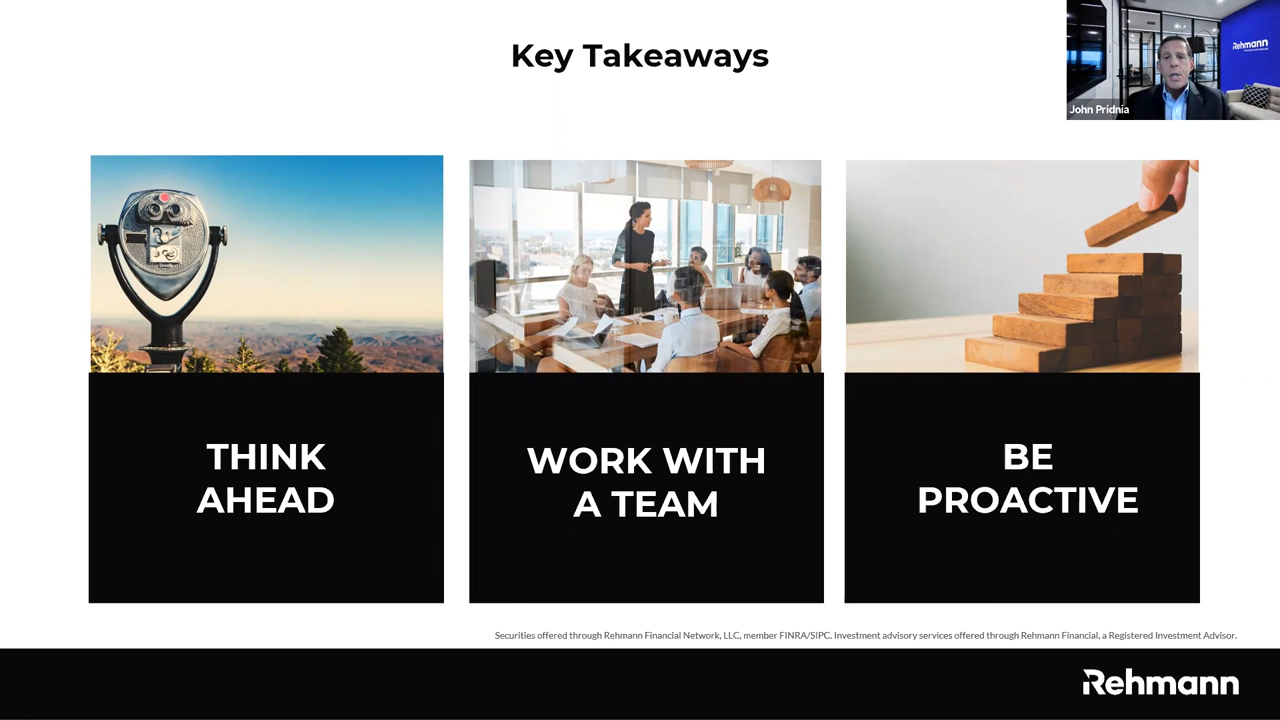 Key Takeaways
Rehmann
John Pridnia
THINK
AHEAD
WORK WITH
A TEAM
BE
PROACTIVE
Securities offered through Rehmann Financial Network, LLC, member FINRA/SIPC. Investment advisory services offered through Rehmann Financial, a Registered Investment Advisor.
Rehmann